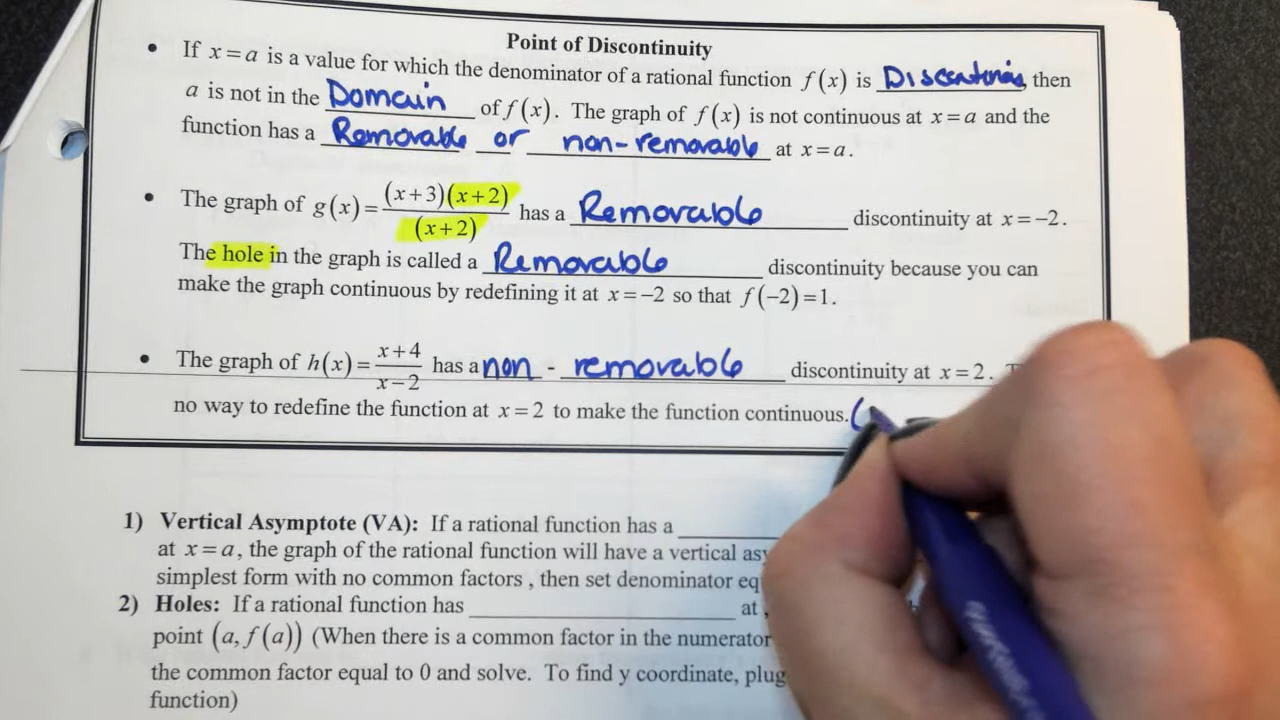 Point of Discontinuity
• If x = a is a value for which the denominator of a rational function f(x) is, then
a is not in the Domain of f(x). The graph of f(x) is not continuous at x = a and the
function has a Removable or non-removable at x = a.
• The graph of g(x) = (x+3)(x+2)/(x+2) has a Removable discontinuity at x = −2.
The hole in the graph is called a Removable discontinuity because you can
make the graph continuous by redefining it at x = −2 so that f(−2) = 1.
• The graph of h(x) = x+4/x−2 has a non - removable discontinuity at x = 2.
no way to redefine the function at x = 2 to make the function continuous. (
1) Vertical Asymptote (VA): If a rational function has a
at x = a, the graph of the rational function will have a vertical
simplest form with no common factors , then set denominator
2) Holes: If a rational function has ____ at
point (a, f(a)) (When there is a common factor in the numerator
the common factor equal to 0 and solve. To find y coordinate, plug
function)